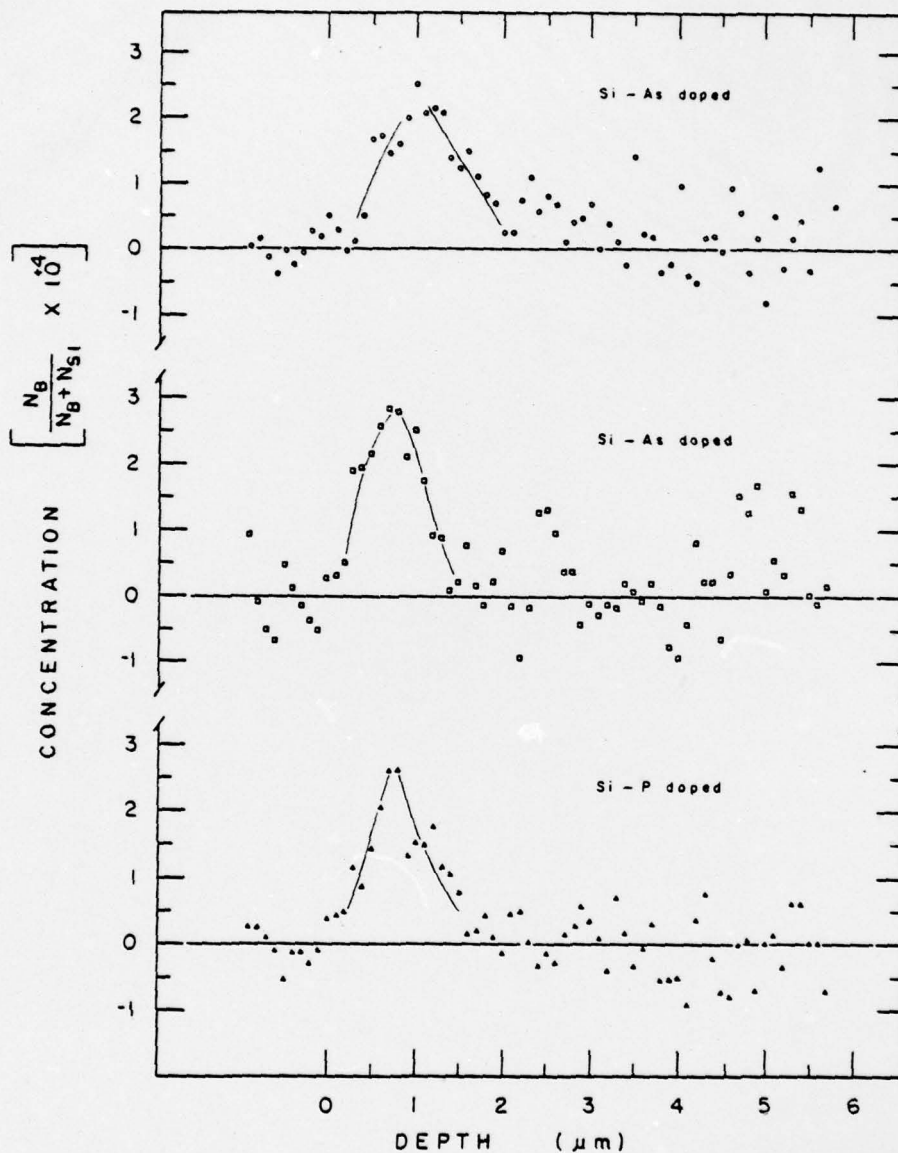 3
2
1
0
-1
Si - As doped
3
2
1
0
-1
Si - As doped
3
2
1
0
-1
Si - P doped
CONCENTRATION [ N_B / N_B + N_SI X 10^+4 ]
0 1 2 3 4 5 6
DEPTH (μm)